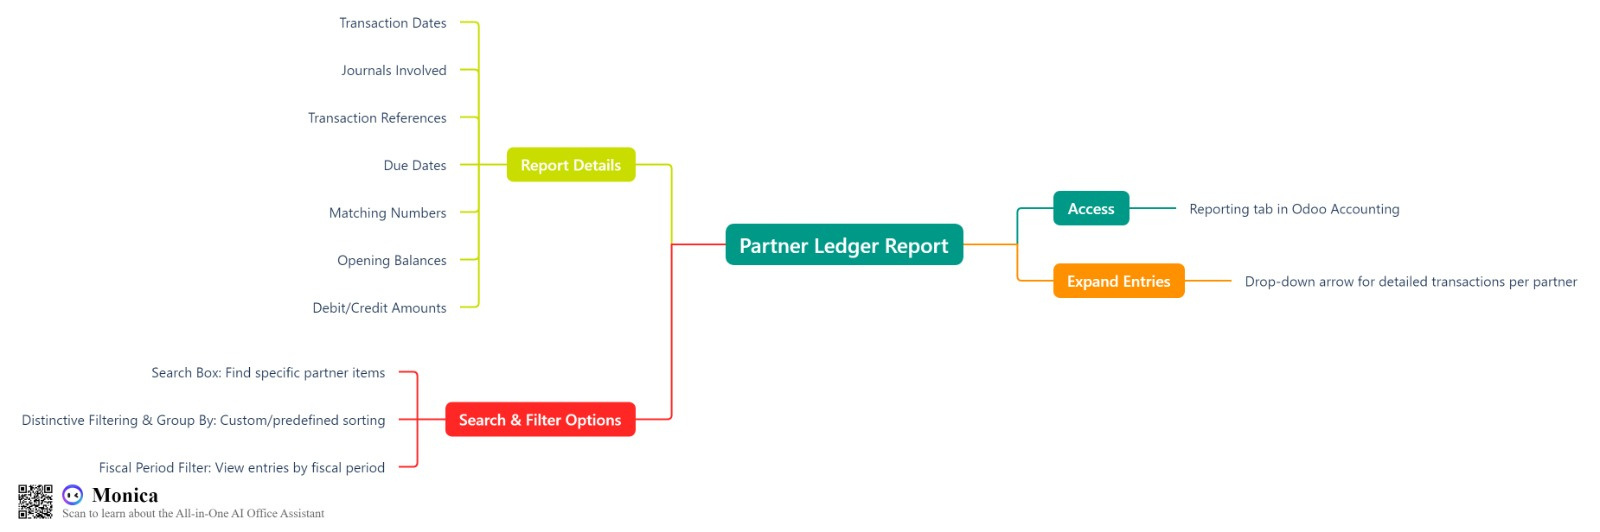 Partner Ledger Report
Access
Reporting tab in Odoo Accounting
Expand Entries
Drop-down arrow for detailed transactions per partner
Report Details
Transaction Dates
Journals Involved
Transaction References
Due Dates
Matching Numbers
Opening Balances
Debit/Credit Amounts
Search & Filter Options
Search Box: Find specific partner items
Distinctive Filtering & Group By: Custom/predefined sorting
Fiscal Period Filter: View entries by fiscal period
Monica
Scan to learn about the All-in-One AI Office Assistant